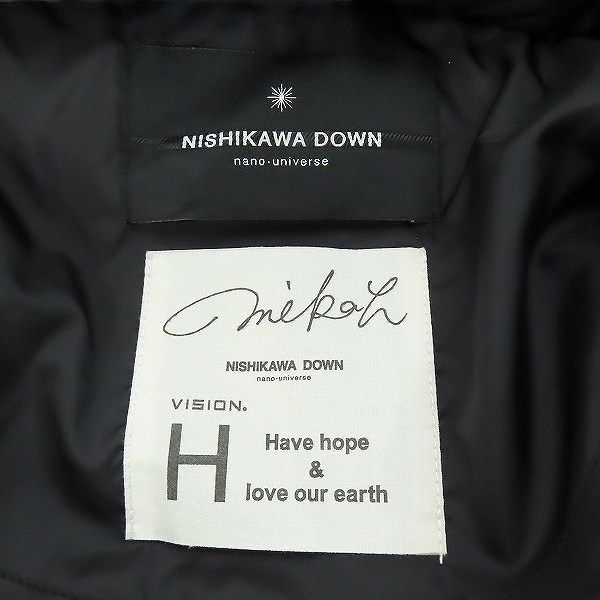 NISHIKAWA DOWN
nano·universe
mikah
NISHIKAWA DOWN
nano·universe
VISION.
H
Have hope
&
love our earth